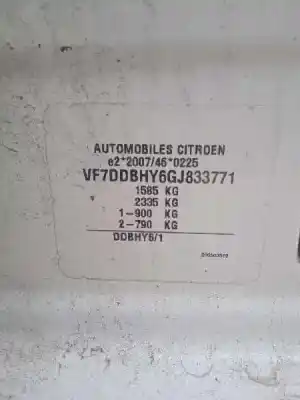 AUTOMOBILES CITROEN
e2*2007/46*0225
VF7DDBHY6GJ833771
1585 KG
2335 KG
1-900 KG
2-790 KG
DDBHY6/1